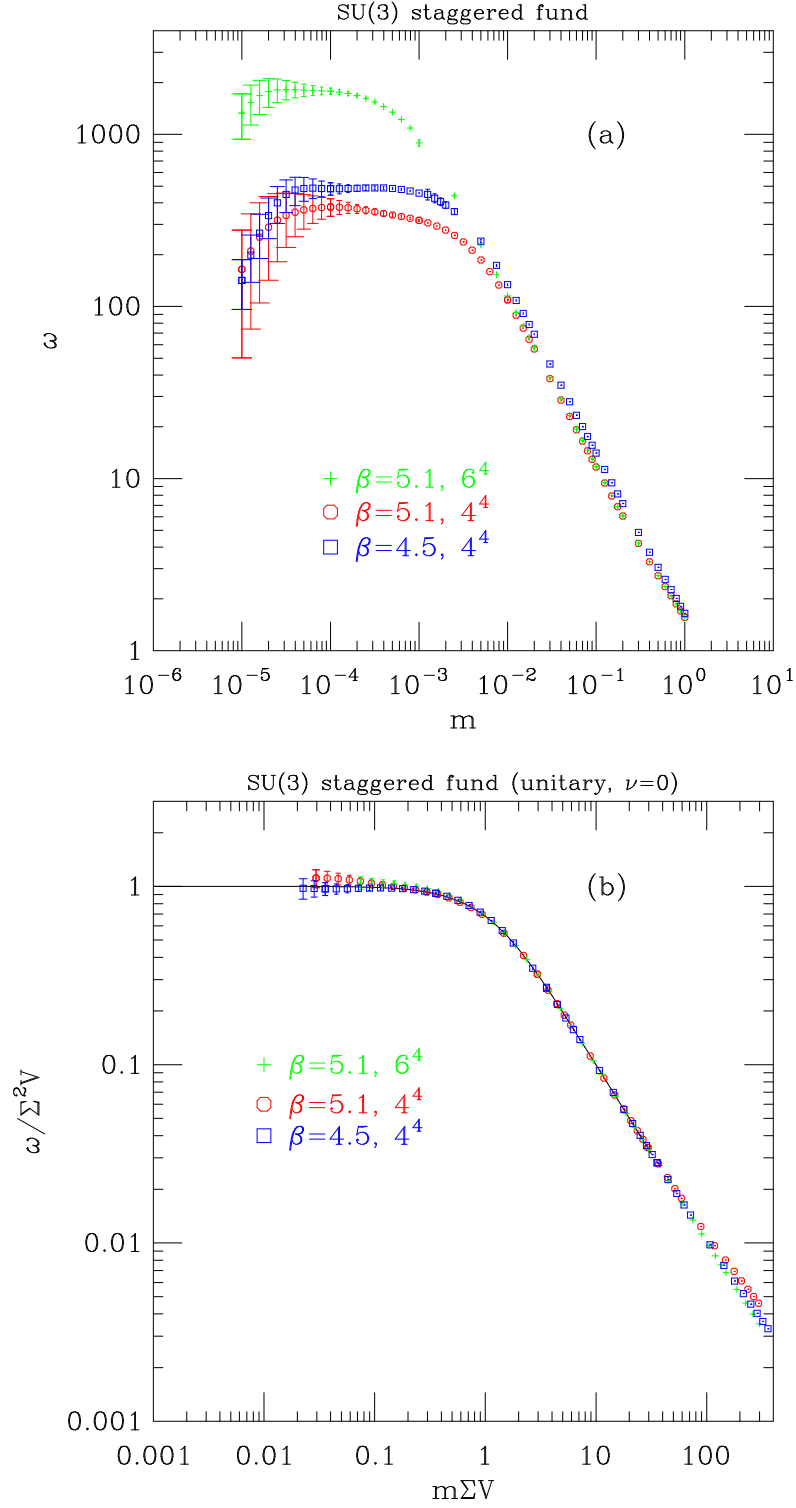 SU(3) staggered fund
(a)
1000
100
10
1
ω
β=5.1, 6⁴
β=5.1, 4⁴
β=4.5, 4⁴
10⁻⁶ 10⁻⁵ 10⁻⁴ 10⁻³ 10⁻² 10⁻¹ 10⁰ 10¹
m
SU(3) staggered fund (unitary, ν=0)
(b)
1
0.1
0.01
0.001
ω/Σ²V
β=5.1, 6⁴
β=5.1, 4⁴
β=4.5, 4⁴
0.001 0.01 0.1 1 10 100
mΣV